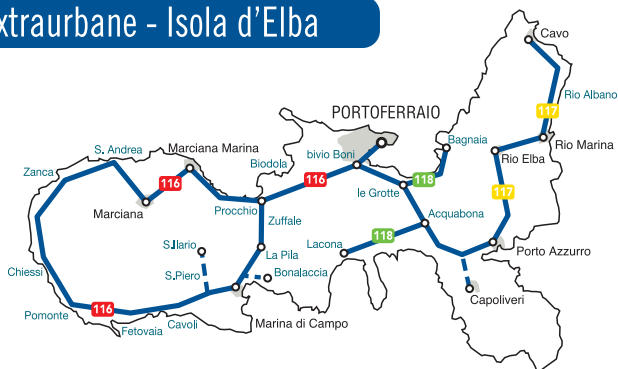 xtraurbane - Isola d'Elba
Cavo
Rio Albano
117
PORTOFERRAIO
Rio Marina
Bagnaia
S. Andrea
Marciana Marina
bivio Boni
Biodola
Rio Elba
Zanca
116
116
118
le Grotte
117
Marciana
Procchio
Acquabona
Zuffale
118
S.Ilario
Lacona
La Pila
Porto Azzurro
Chiessi
S.Piero
Bonalaccia
Capoliveri
116
Pomonte
Cavoli
Marina di Campo
Fetovaia